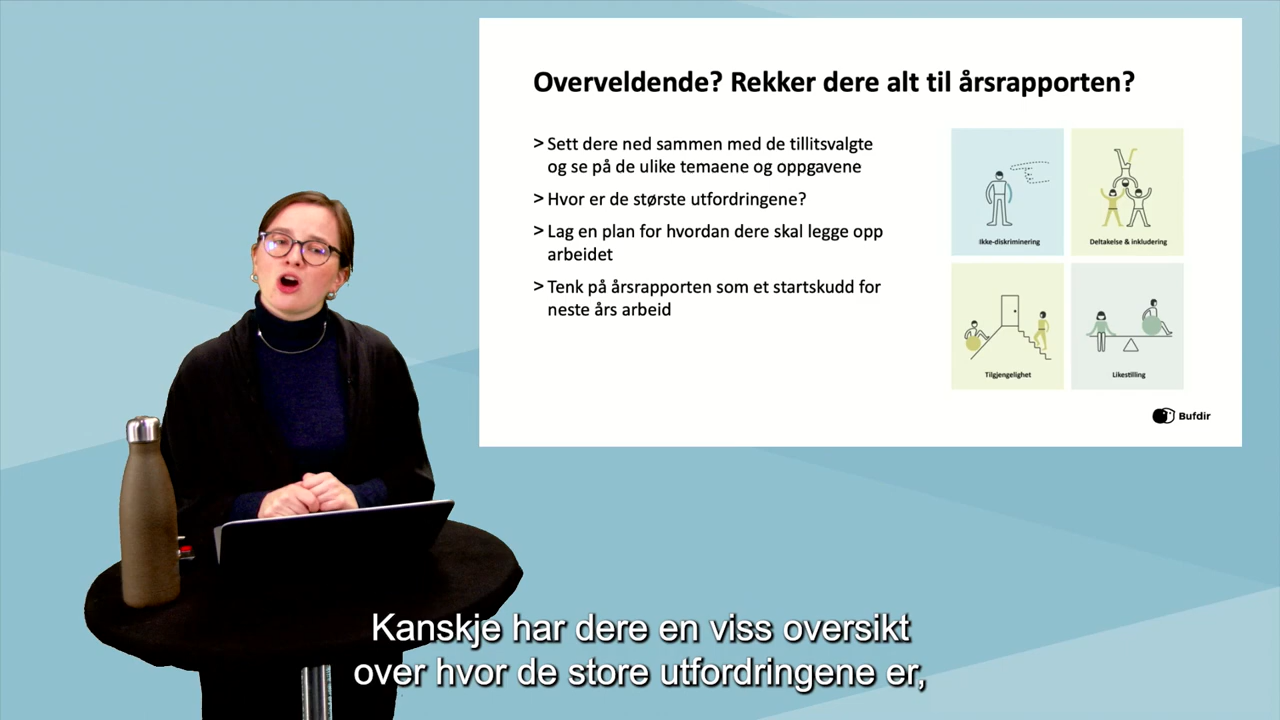 Overveldende? Rekker dere alt til årsrapporten?
> Sett dere ned sammen med de tillitsvalgte
og se på de ulike temaene og oppgavene
> Hvor er de største utfordringene?
> Lag en plan for hvordan dere skal legge opp
arbeidet
> Tenk på årsrapporten som et startskudd for
neste års arbeid
Ikke-diskriminering
Deltakelse & inkludering
Tilgjengelighet
Likestilling
Bufdir
Kanskje har dere en viss oversikt
over hvor de store utfordringene er,